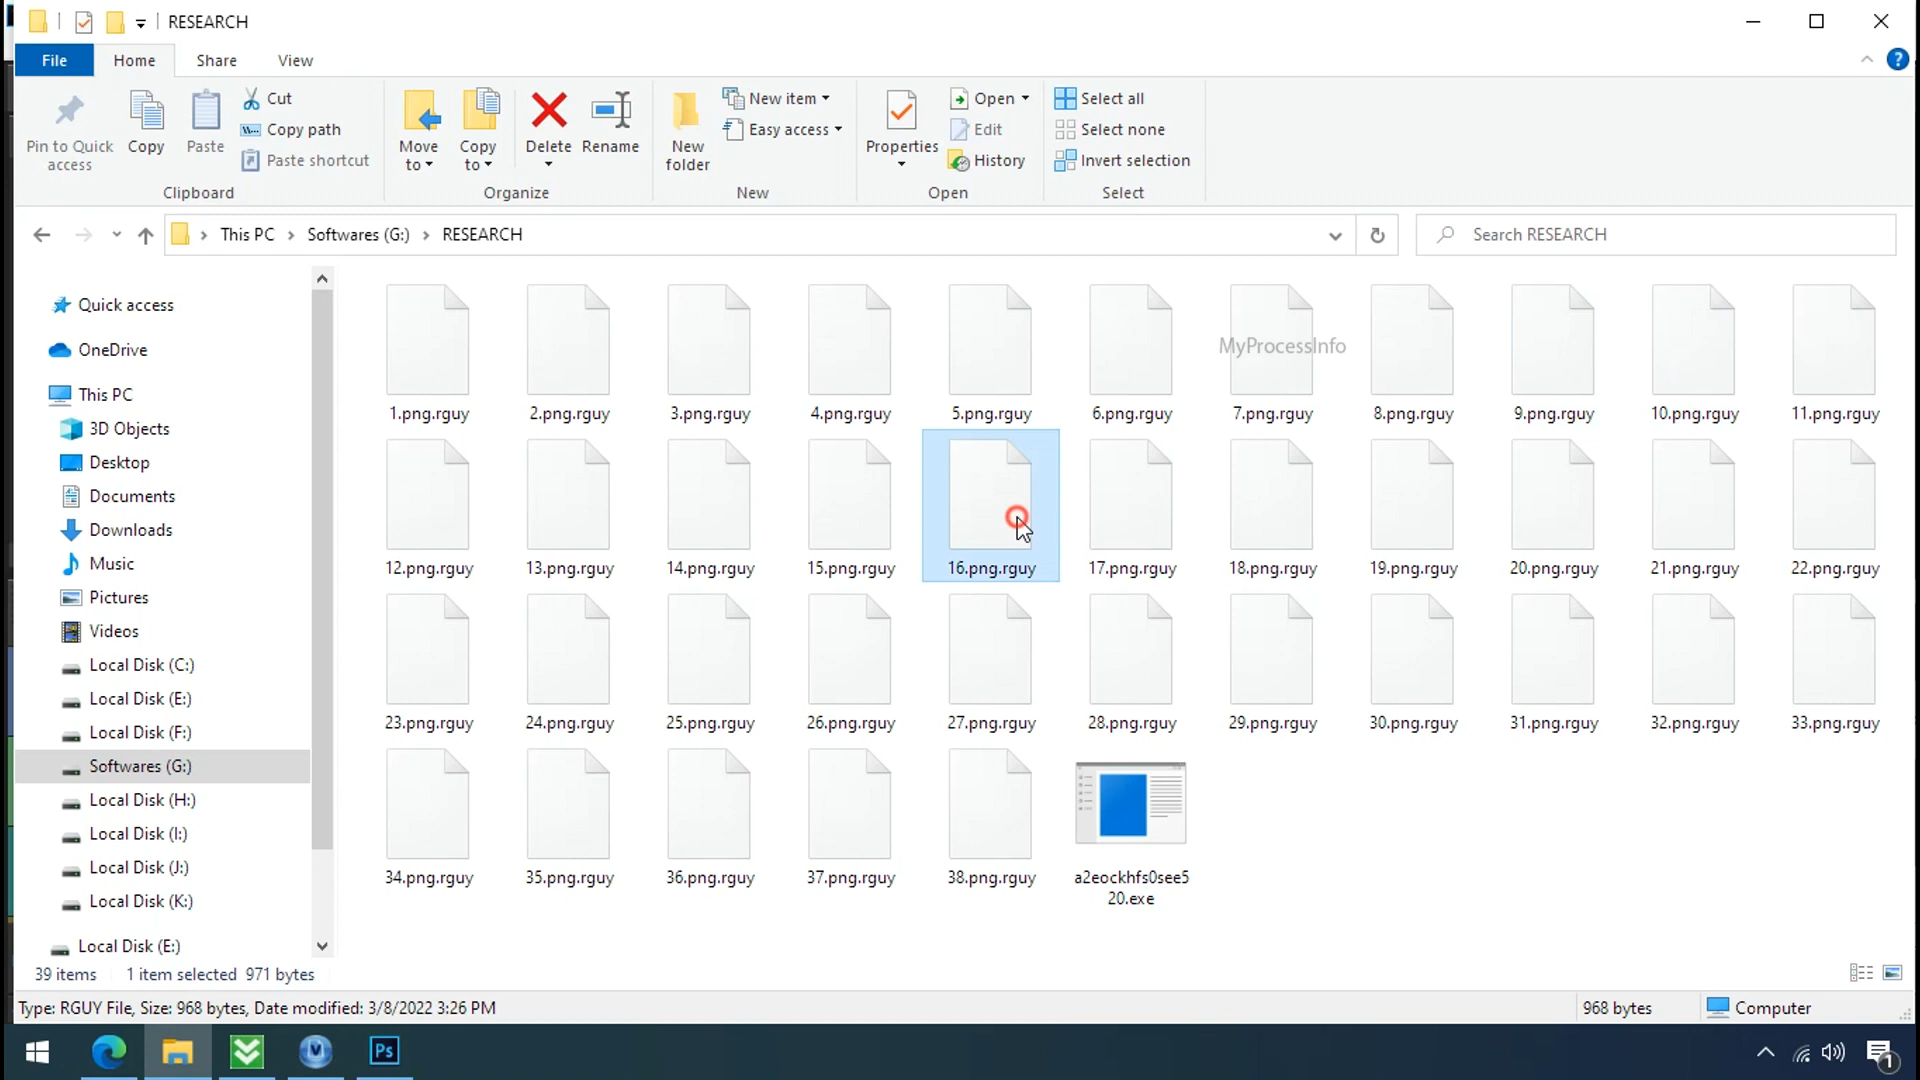 RESEARCH
File Home Share View
Pin to Quick access
Copy
Paste
Cut
Copy path
Paste shortcut
Clipboard
Move to
Copy to
Delete
Rename
Organize
New folder
New item
Easy access
New
Properties
Open
Edit
History
Open
Select all
Select none
Invert selection
Select
This PC Softwares (G:) RESEARCH
Search RESEARCH
Quick access
OneDrive
This PC
3D Objects
Desktop
Documents
Downloads
Music
Pictures
Videos
Local Disk (C:)
Local Disk (E:)
Local Disk (F:)
Softwares (G:)
Local Disk (H:)
Local Disk (I:)
Local Disk (J:)
Local Disk (K:)
Local Disk (E:)
MyProcessInfo
1.png.rguy 2.png.rguy 3.png.rguy 4.png.rguy 5.png.rguy 6.png.rguy 7.png.rguy 8.png.rguy 9.png.rguy 10.png.rguy 11.png.rguy
12.png.rguy 13.png.rguy 14.png.rguy 15.png.rguy 16.png.rguy 17.png.rguy 18.png.rguy 19.png.rguy 20.png.rguy 21.png.rguy 22.png.rguy
23.png.rguy 24.png.rguy 25.png.rguy 26.png.rguy 27.png.rguy 28.png.rguy 29.png.rguy 30.png.rguy 31.png.rguy 32.png.rguy 33.png.rguy
34.png.rguy 35.png.rguy 36.png.rguy 37.png.rguy 38.png.rguy a2eockhfs0see5
20.exe
39 items 1 item selected 971 bytes
Type: RGUY File, Size: 968 bytes, Date modified: 3/8/2022 3:26 PM 968 bytes Computer
Ps
1